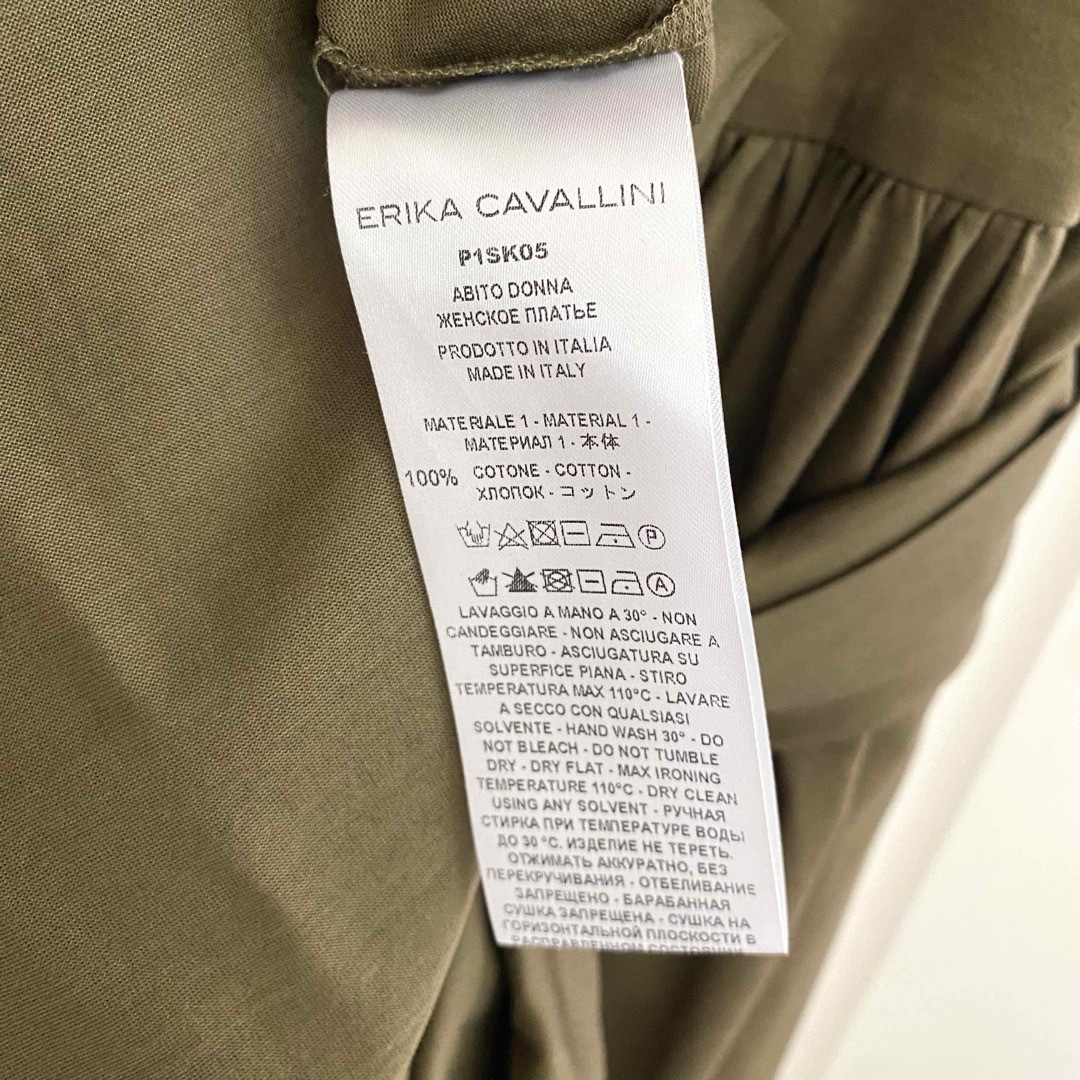 ERIKA CAVALLINI
P1SK05
ABITO DONNA
ЖЕНСКОЕ ПЛАТЬЕ
PRODOTTO IN ITALIA
MADE IN ITALY
MATERIALE 1 - MATERIAL 1 -
МАТЕРИАЛ 1 - 本体
100% COTONE - COTTON -
ХЛОПОК - コットン
P
A
LAVAGGIO A MANO A 30° - NON
CANDEGGIARE - NON ASCIUGARE A
TAMBURO - ASCIUGATURA SU
SUPERFICE PIANA - STIRO
TEMPERATURA MAX 110°C - LAVARE
A SECCO CON QUALSIASI
SOLVENTE - HAND WASH 30° - DO
NOT BLEACH - DO NOT TUMBLE
DRY - DRY FLAT - MAX IRONING
TEMPERATURE 110°C - DRY CLEAN
USING ANY SOLVENT - РУЧНАЯ
СТИРКА ПРИ ТЕМПЕРАТУРЕ ВОДЫ
ДО 30 °С. ИЗДЕЛИЕ НЕ ТЕРЕТЬ.
ОТЖИМАТЬ АККУРАТНО, БЕЗ
ПЕРЕКРУЧИВАНИЯ - ОТБЕЛИВАНИЕ
ЗАПРЕЩЕНО - БАРАБАННАЯ
СУШКА ЗАПРЕЩЕНА - СУШКА НА
ГОРИЗОНТАЛЬНОЙ ПЛОСКОСТИ В
РАСПРАВЛЕННОМ СОСТОЯНИИ